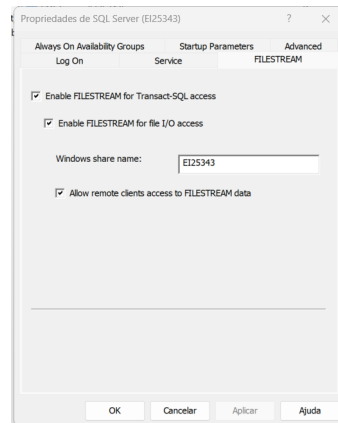 Propriedades de SQL Server (EI25343)
Always On Availability Groups Startup Parameters Advanced
Log On Service FILESTREAM
Enable FILESTREAM for Transact-SQL access
Enable FILESTREAM for file I/O access
Windows share name: EI25343
Allow remote clients access to FILESTREAM data
OK Cancelar Aplicar Ajuda